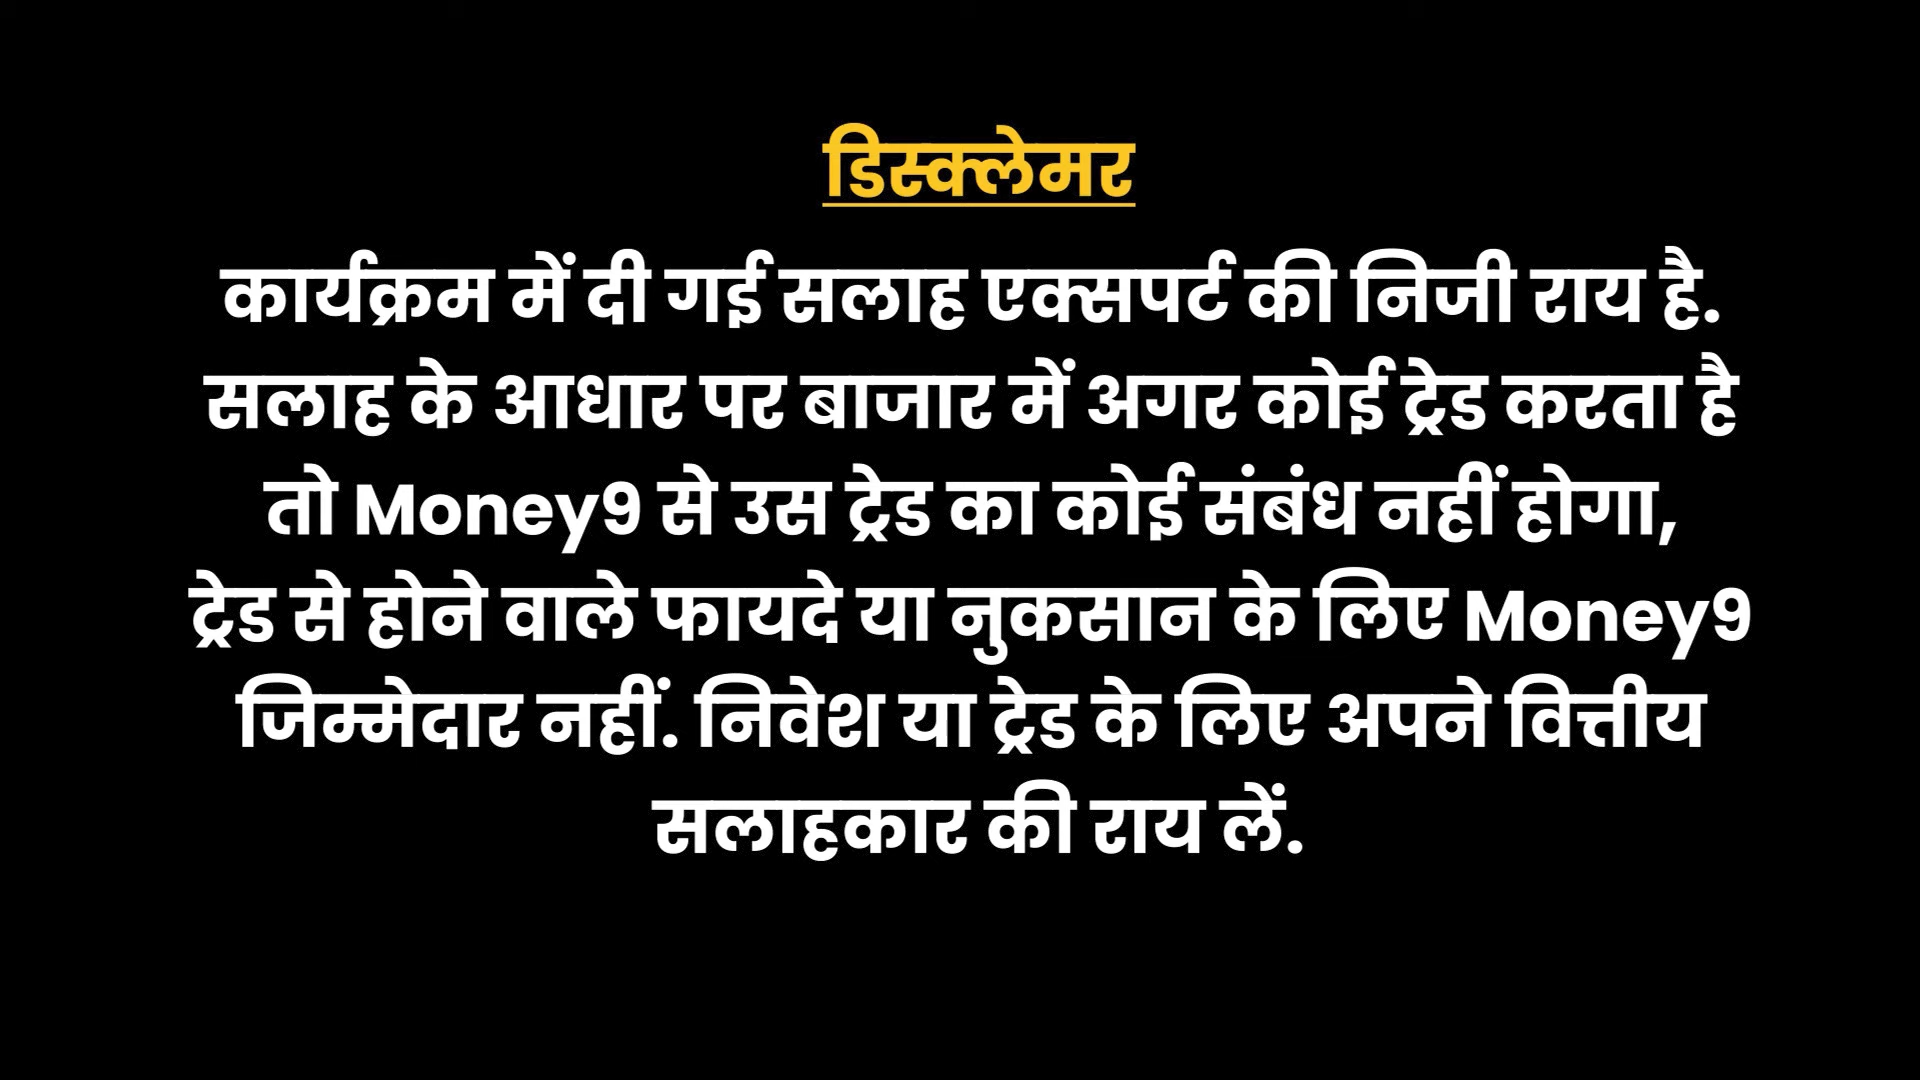 डिस्क्लेमर
कार्यक्रम में दी गई सलाह एक्सपर्ट की निजी राय है.
सलाह के आधार पर बाजार में अगर कोई ट्रेड करता है
तो Money9 से उस ट्रेड का कोई संबंध नहीं होगा,
ट्रेड से होने वाले फायदे या नुकसान के लिए Money9
जिम्मेदार नहीं. निवेश या ट्रेड के लिए अपने वित्तीय
सलाहकार की राय लें.